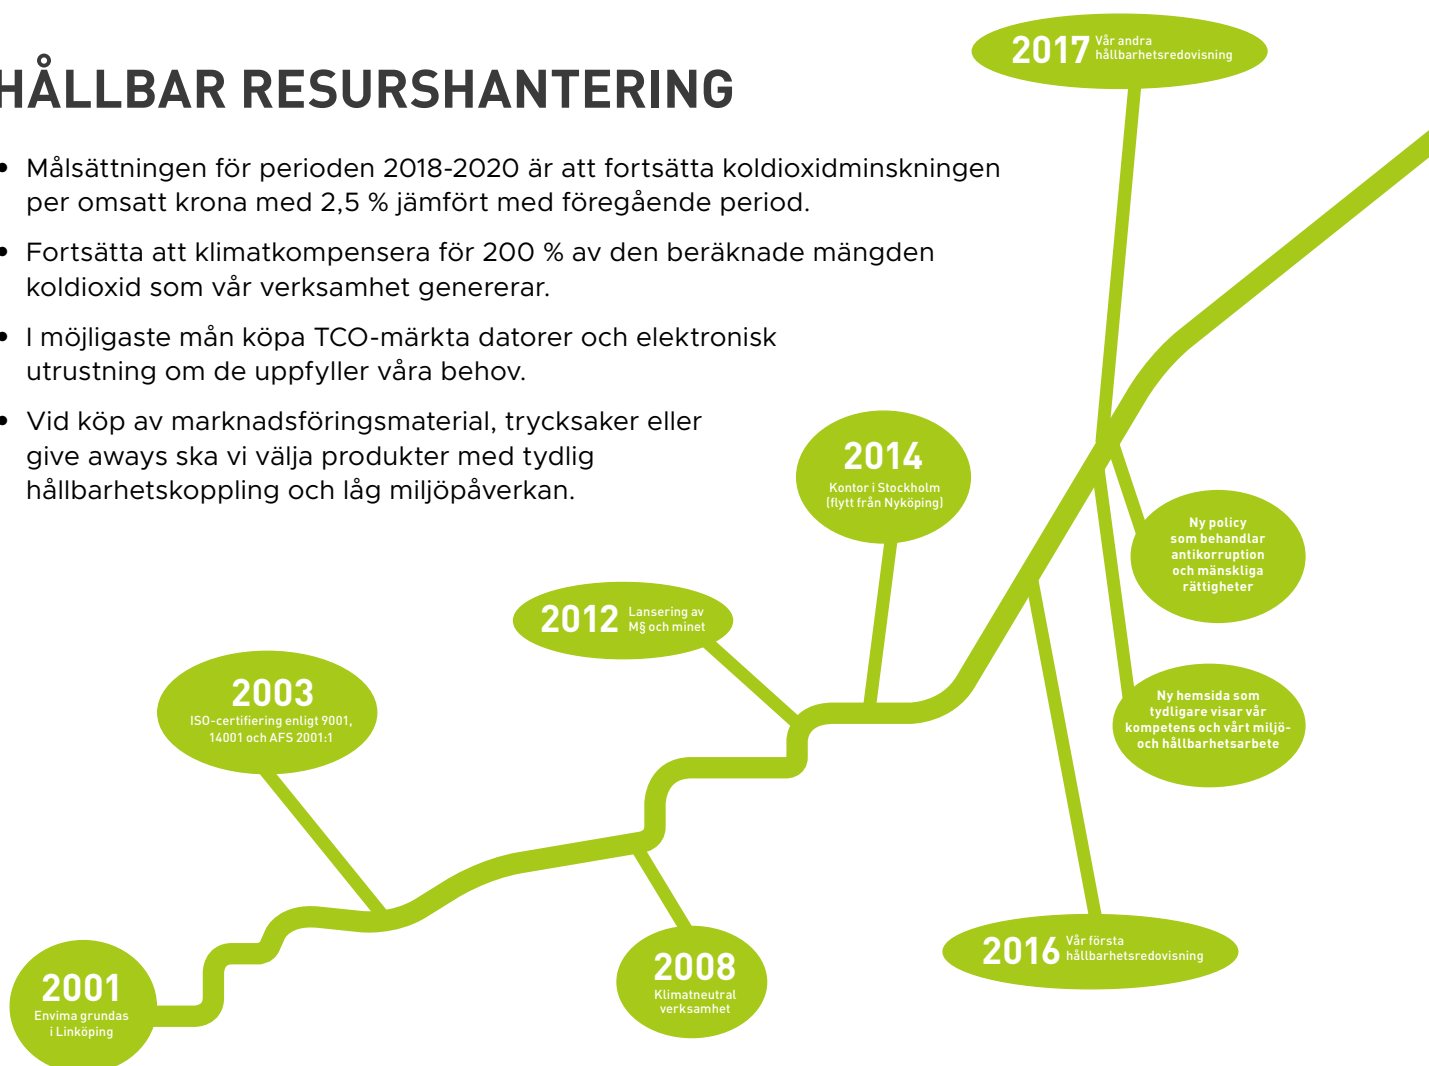 HÅLLBAR RESURSHANTERING
• Målsättningen för perioden 2018-2020 är att fortsätta koldioxidminskningen
per omsatt krona med 2,5 % jämfört med föregående period.
• Fortsätta att klimatkompensera för 200 % av den beräknade mängden
koldioxid som vår verksamhet genererar.
• I möjligaste mån köpa TCO-märkta datorer och elektronisk
utrustning om de uppfyller våra behov.
• Vid köp av marknadsföringsmaterial, trycksaker eller
give aways ska vi välja produkter med tydlig
hållbarhetskoppling och låg miljöpåverkan.
2017
Vår andra
hållbarhetsredovisning
2014
Kontor i Stockholm
(flytt från Nyköping)
Ny policy
som behandlar
antikorruption
och mänskliga
rättigheter
2012
Lansering av
M§ och minet
2003
ISO-certifiering enligt 9001,
14001 och AFS 2001:1
Ny hemsida som
tydligare visar vår
kompetens och vårt miljö-
och hållbarhetsarbete
2016
Vår första
hållbarhetsredovisning
2008
Klimatneutral
verksamhet
2001
Envima grundas
i Linköping